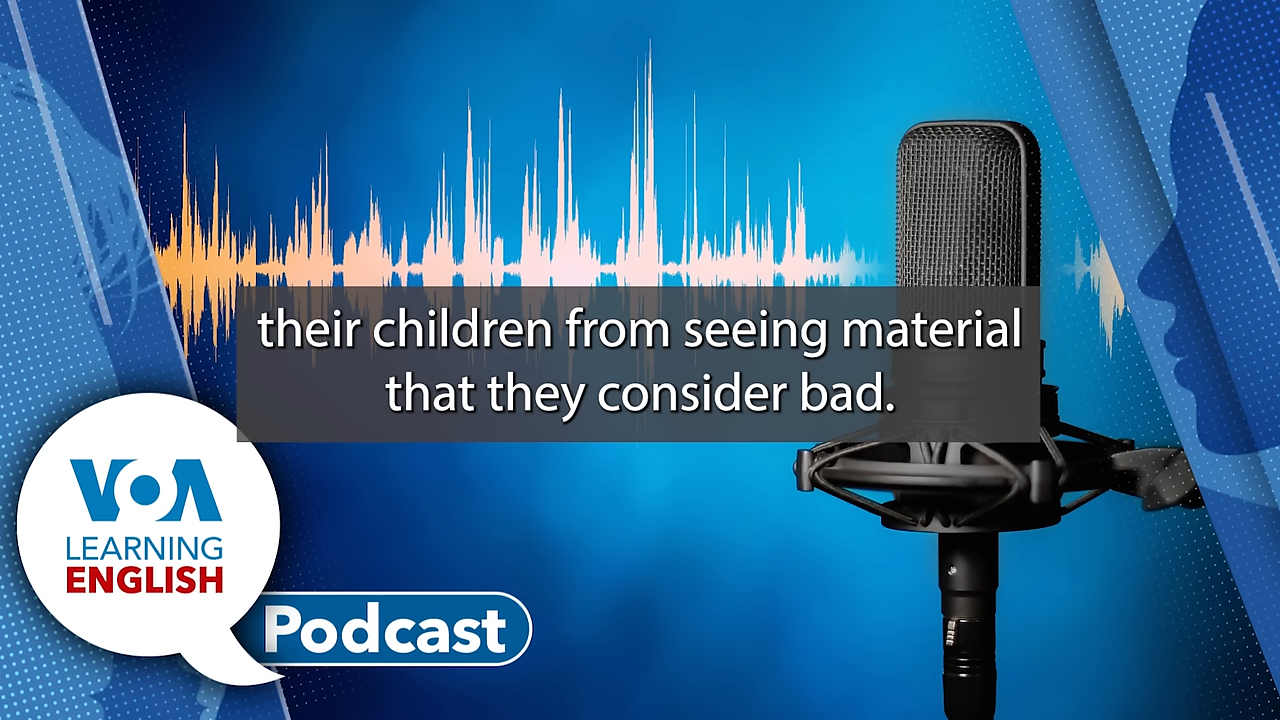 their children from seeing material
that they consider bad.
VOA
LEARNING
ENGLISH
Podcast